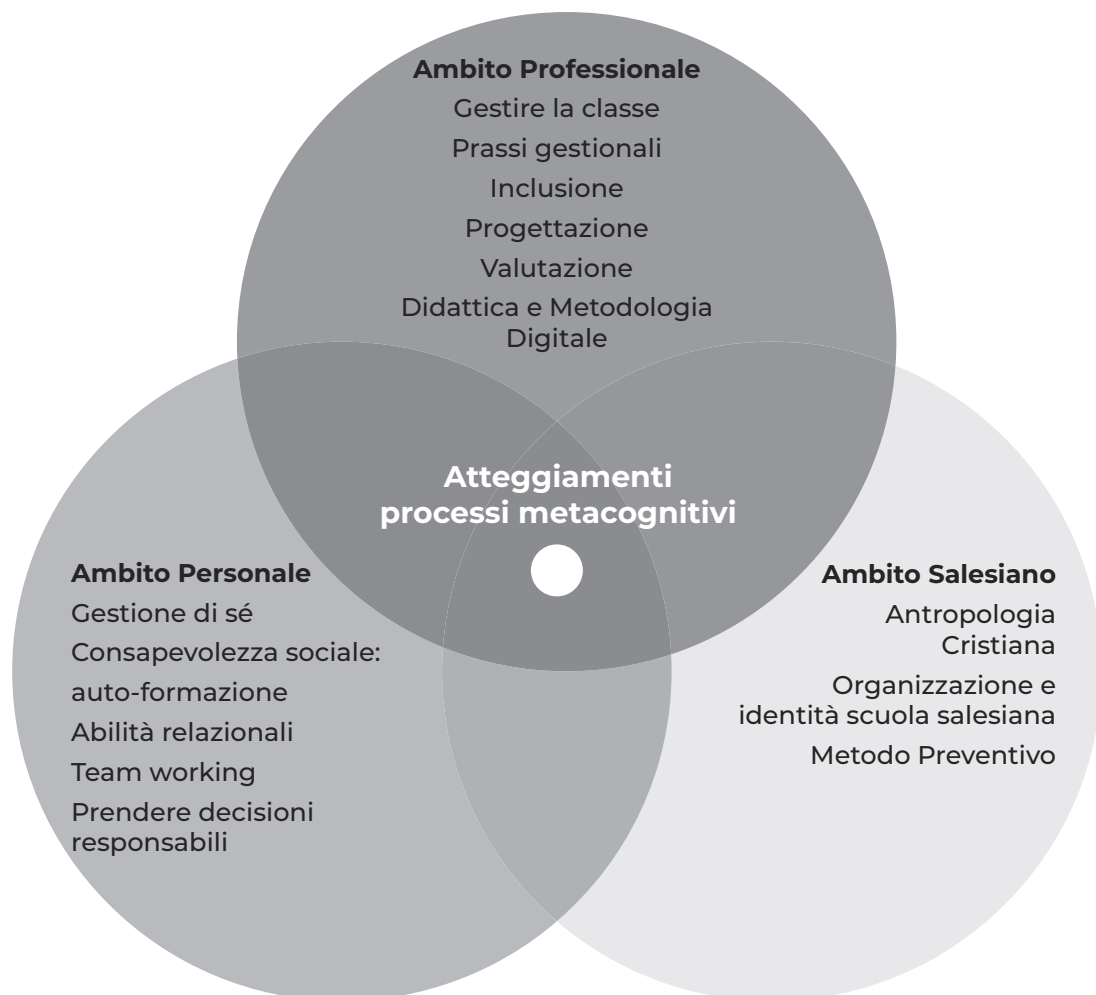 Ambito Professionale
Gestire la classe
Prassi gestionali
Inclusione
Progettazione
Valutazione
Didattica e Metodologia
Digitale
Atteggiamenti
processi metacognitivi
Ambito Personale
Gestione di sé
Consapevolezza sociale:
auto-formazione
Abilità relazionali
Team working
Prendere decisioni
responsabili
Ambito Salesiano
Antropologia
Cristiana
Organizzazione e
identità scuola salesiana
Metodo Preventivo